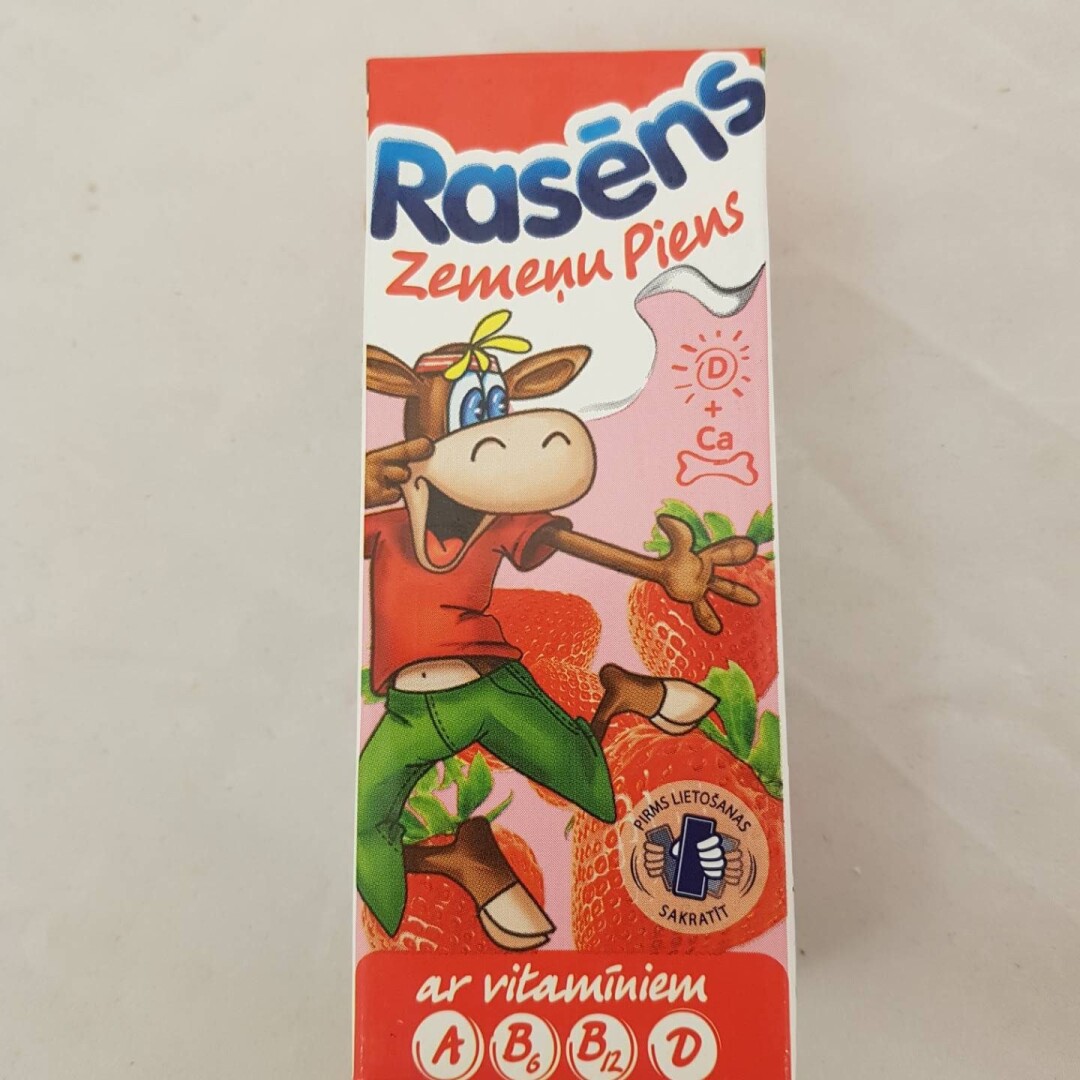 Rasēns
Zemeņu Piens
D
+
Ca
PIRMS LIETOŠANAS
SAKRATĪT
ar vitamīniem
A B6 B12 D